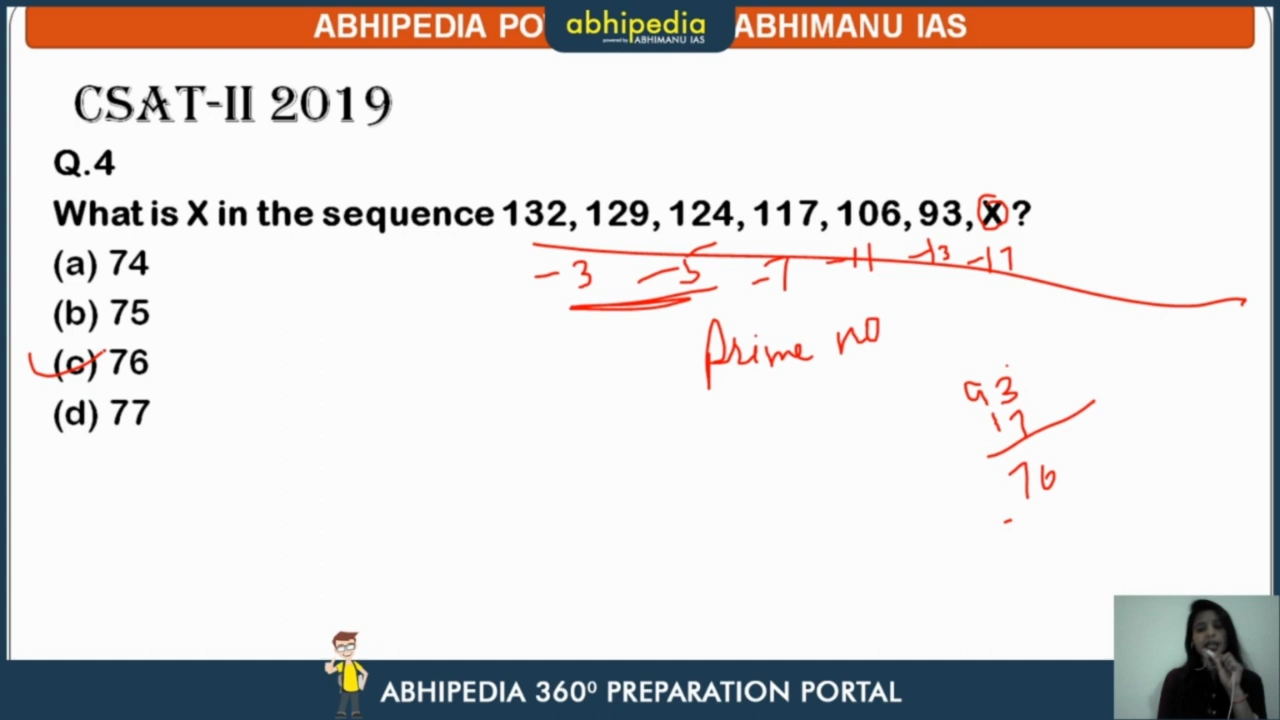 ABHIPEDIA PO
abhipedia
powered by ABHIMANU IAS
ABHIMANU IAS
CSAT-II 2019
Q.4
What is X in the sequence 132, 129, 124, 117, 106, 93, X ?
-3 -5 -7 -11 -13 -17
(a) 74
(b) 75
(c) 76
(d) 77
Prime no
93
17
76
ABHIPEDIA 360⁰ PREPARATION PORTAL